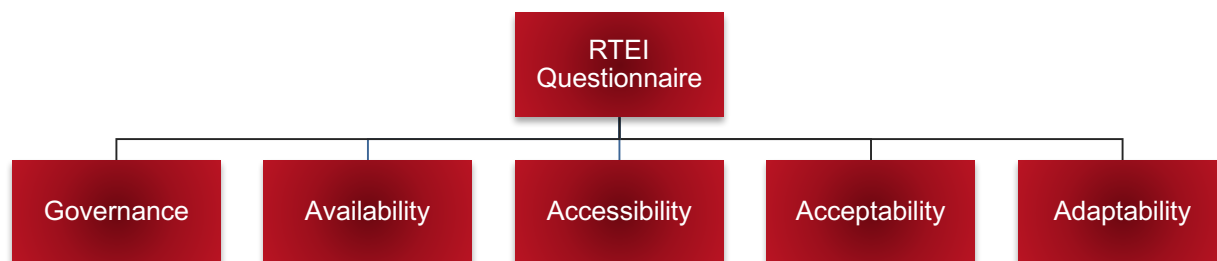 RTEI
Questionnaire
Governance
Availability
Accessibility
Acceptability
Adaptability